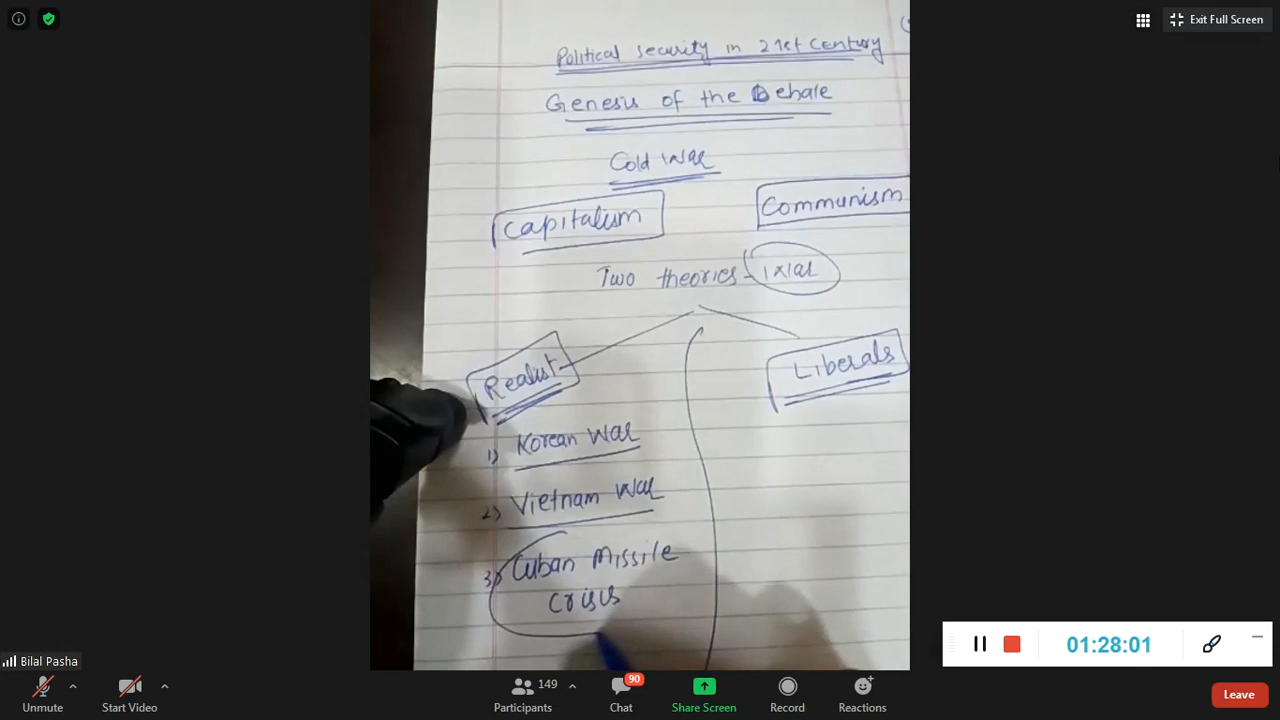 Exit Full Screen
Political security in 21st Century
Genesis of the Debate
Cold War
Capitalism
Communism
Two theories -
Realist
Liberals
1) Korean War
2) Vietnam War
3) Cuban Missile
Crisis
01:28:01
Bilal Pasha
Unmute
Start Video
149
Participants
90
Chat
Share Screen
Record
Reactions
Leave